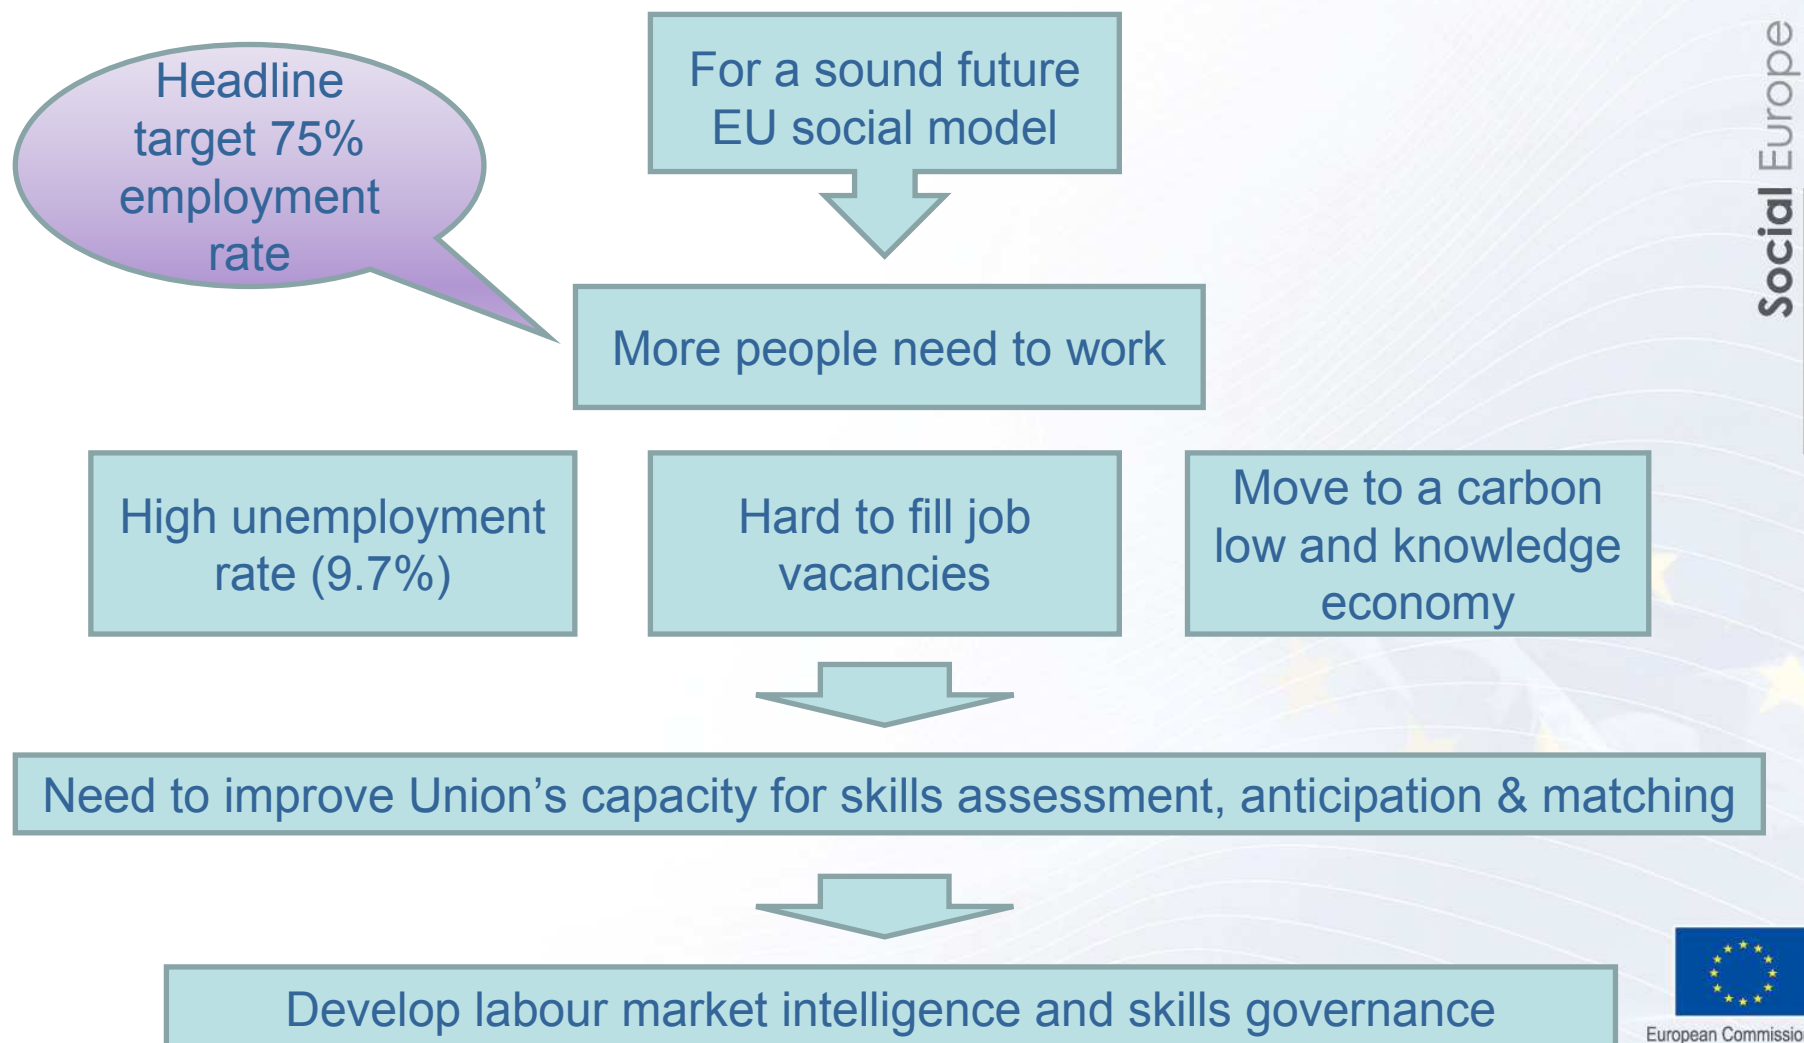 Headline
target 75%
employment
rate
For a sound future
EU social model
Social Europe
More people need to work
High unemployment
rate (9.7%)
Hard to fill job
vacancies
Move to a carbon
low and knowledge
economy
Need to improve Union’s capacity for skills assessment, anticipation & matching
Develop labour market intelligence and skills governance
European Commission